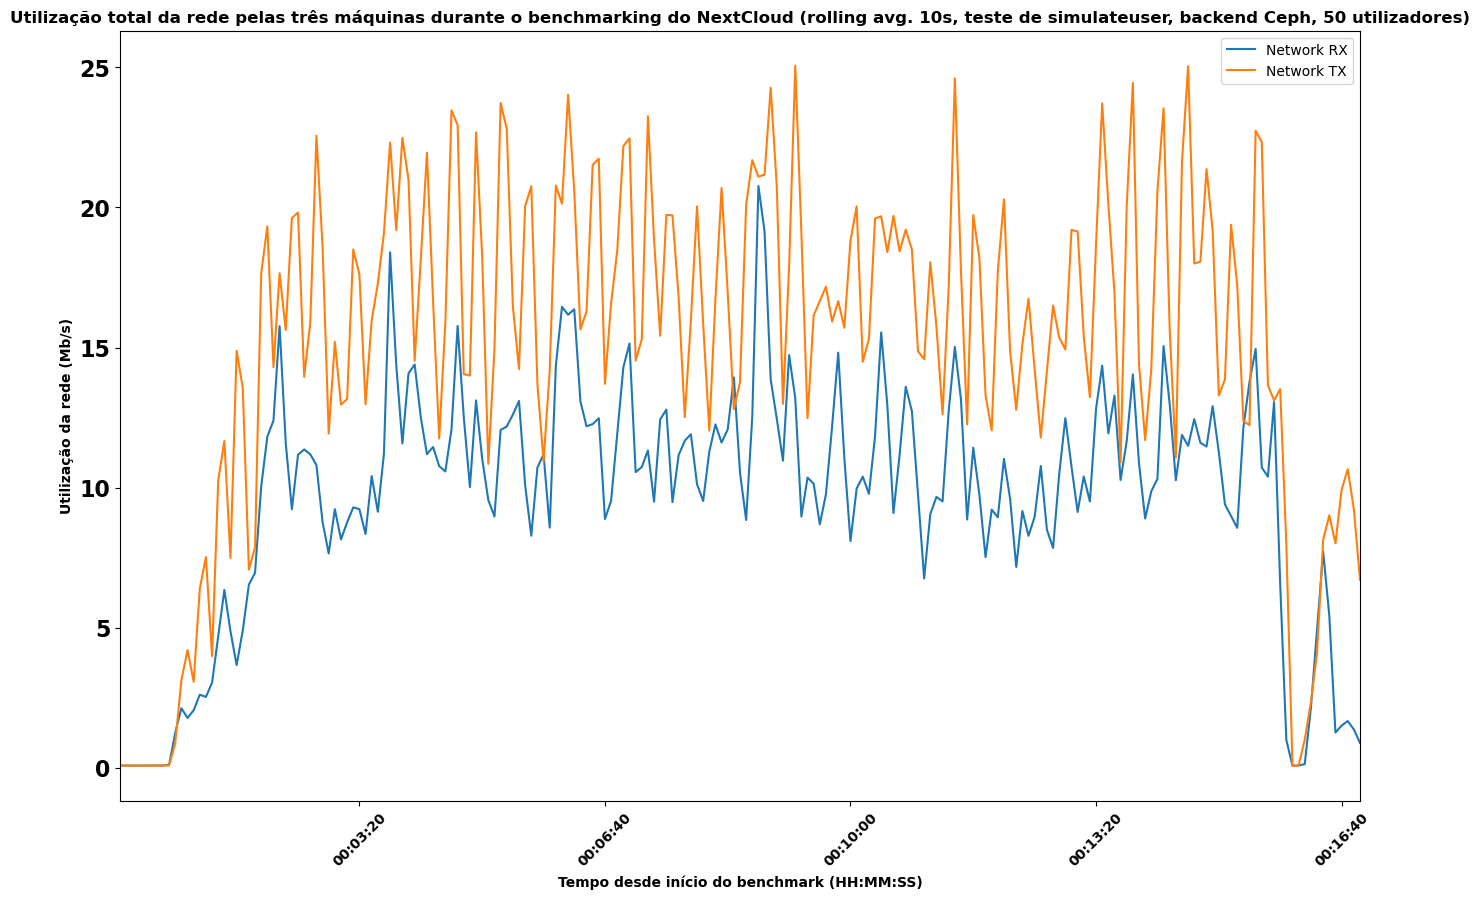 Utilização total da rede pelas três máquinas durante o benchmarking do NextCloud (rolling avg. 10s, teste de simulateuser, backend Ceph, 50 utilizadores)
Network RX
Network TX
25
20
15
10
5
0
Utilização da rede (Mb/s)
00:03:20
00:06:40
00:10:00
00:13:20
00:16:40
Tempo desde início do benchmark (HH:MM:SS)